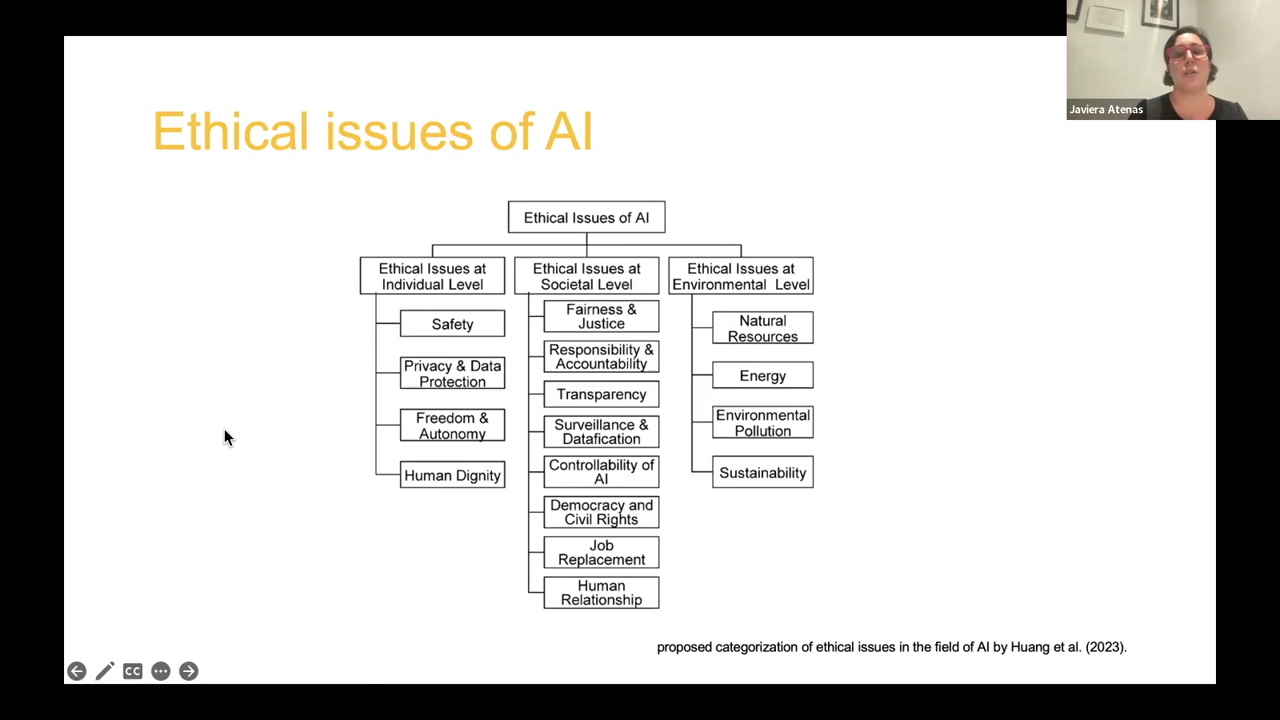 Javiera Atenas
Ethical issues of AI
Ethical Issues of AI
Ethical Issues at
Individual Level
Safety
Privacy & Data
Protection
Freedom &
Autonomy
Human Dignity
Ethical Issues at
Societal Level
Fairness &
Justice
Responsibility &
Accountability
Transparency
Surveillance &
Datafication
Controllability of
AI
Democracy and
Civil Rights
Job
Replacement
Human
Relationship
Ethical Issues at
Environmental Level
Natural
Resources
Energy
Environmental
Pollution
Sustainability
proposed categorization of ethical issues in the field of AI by Huang et al. (2023).
CC